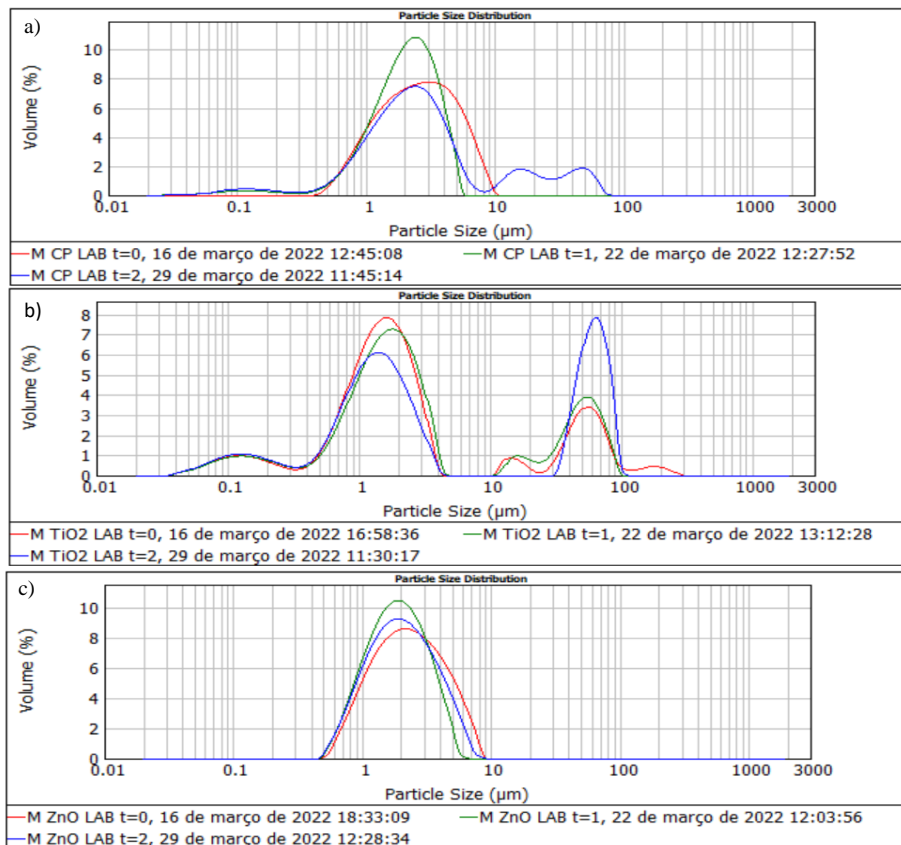 a)
Particle Size Distribution
Volume (%)
10
8
6
4
2
0
0.01 0.1 1 10 100 1000 3000
Particle Size (µm)
M CP LAB t=0, 16 de março de 2022 12:45:08 M CP LAB t=1, 22 de março de 2022 12:27:52
M CP LAB t=2, 29 de março de 2022 11:45:14
b)
Particle Size Distribution
Volume (%)
8
7
6
5
4
3
2
1
0
0.01 0.1 1 10 100 1000 3000
Particle Size (µm)
M TiO2 LAB t=0, 16 de março de 2022 16:58:36 M TiO2 LAB t=1, 22 de março de 2022 13:12:28
M TiO2 LAB t=2, 29 de março de 2022 11:30:17
c)
Particle Size Distribution
Volume (%)
10
8
6
4
2
0
0.01 0.1 1 10 100 1000 3000
Particle Size (µm)
M ZnO LAB t=0, 16 de março de 2022 18:33:09 M ZnO LAB t=1, 22 de março de 2022 12:03:56
M ZnO LAB t=2, 29 de março de 2022 12:28:34